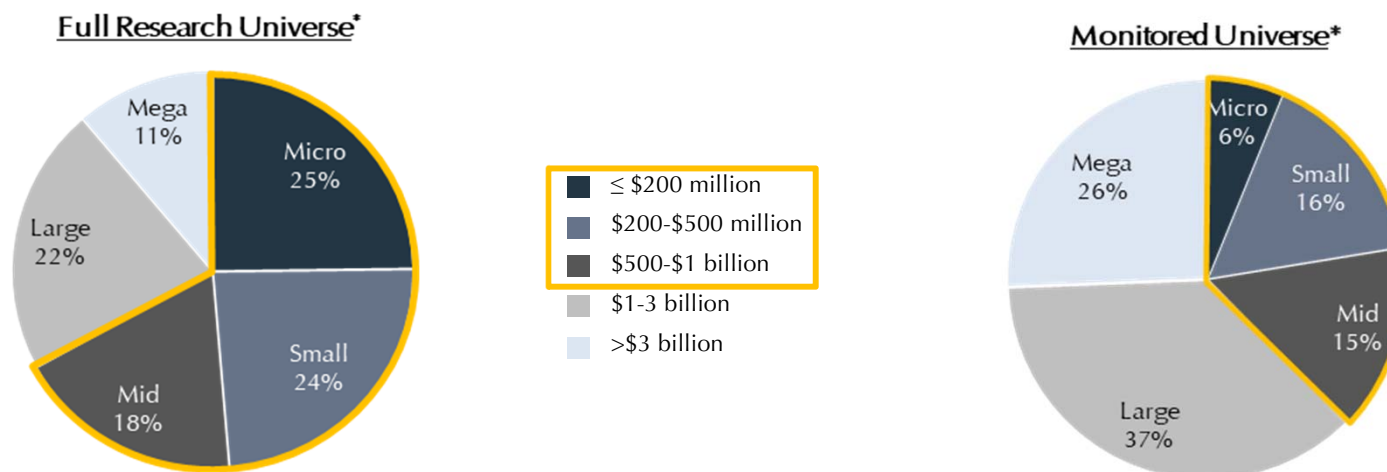 Full Research Universe*
Mega
11%
Micro
25%
Large
22%
Small
24%
Mid
18%
≤ $200 million
$200-$500 million
$500-$1 billion
$1-3 billion
>$3 billion
Monitored Universe*
Micro
6%
Mega
26%
Small
16%
Mid
15%
Large
37%